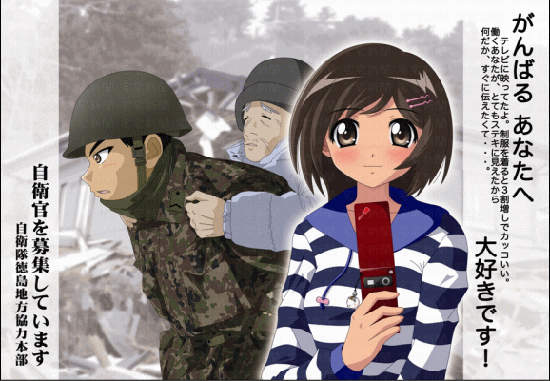 がんばる あなたへ
テレビに映ってたよ。制服を着ると3割増しでカッコいい。
働くあなたが、とてもステキに見えたから
何だか、すぐに伝えたくて・・・。
大好きです！
自衛官を募集しています
自衛隊徳島地方協力本部